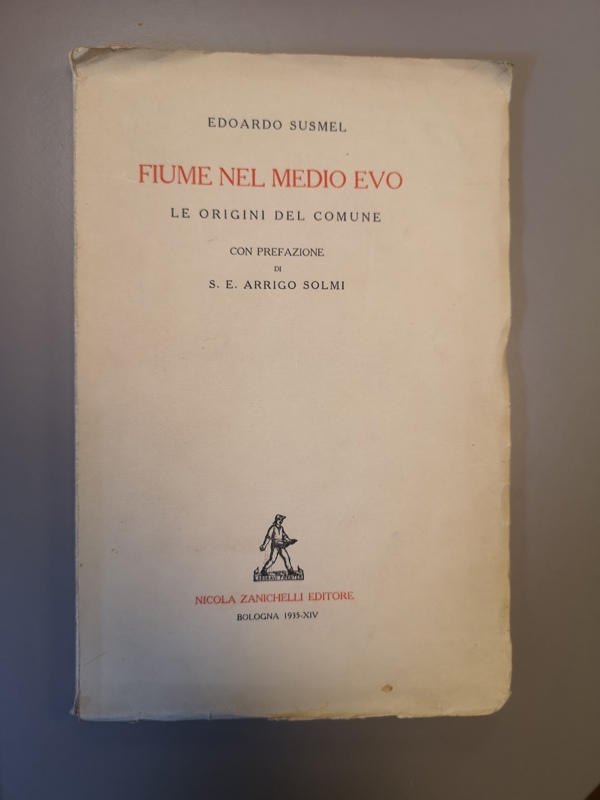 EDOARDO SUSMEL
FIUME NEL MEDIO EVO
LE ORIGINI DEL COMUNE
CON PREFAZIONE
DI
S. E. ARRIGO SOLMI
NICOLA ZANICHELLI EDITORE
BOLOGNA 1935-XIV